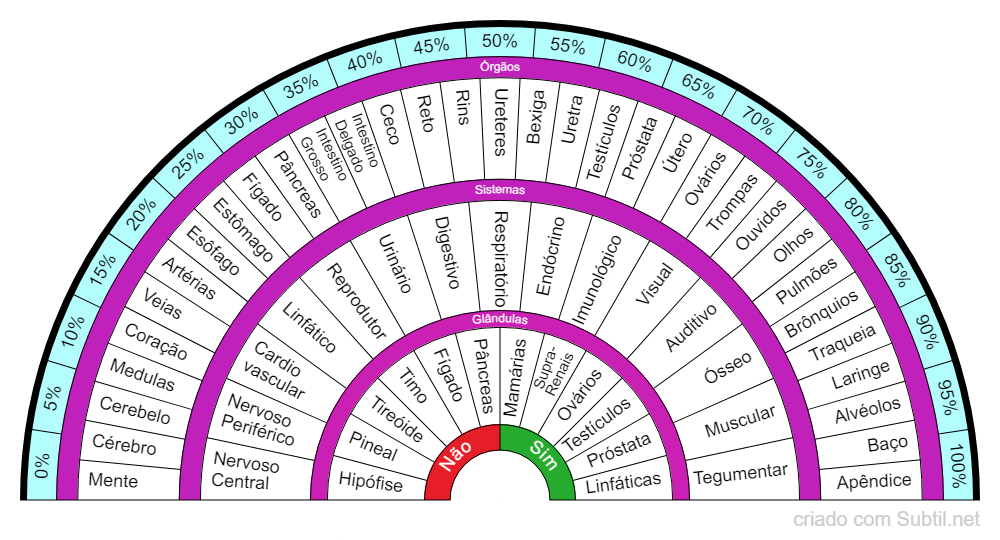 0%
5%
10%
15%
20%
25%
30%
35%
40%
45%
50%
55%
60%
65%
70%
75%
80%
85%
90%
95%
100%
Órgãos
Mente
Cérebro
Cerebelo
Medulas
Coração
Veias
Artérias
Esófago
Estômago
Fígado
Pâncreas
Intestino
Grosso
Intestino
Delgado
Ceco
Reto
Rins
Ureteres
Bexiga
Uretra
Testículos
Próstata
Útero
Ovários
Trompas
Ouvidos
Olhos
Pulmões
Brônquios
Traqueia
Laringe
Alvéolos
Baço
Apêndice
Sistemas
Nervoso
Central
Nervoso
Periférico
Cardio
vascular
Linfático
Reprodutor
Urinário
Digestivo
Respiratório
Endócrino
Imunológico
Visual
Auditivo
Ósseo
Muscular
Tegumentar
Glândulas
Hipófise
Pineal
Tireóide
Timo
Fígado
Pâncreas
Mamárias
Supra-
Renais
Ovários
Testículos
Próstata
Linfáticas
Não
Sim
criado com Subtil.net